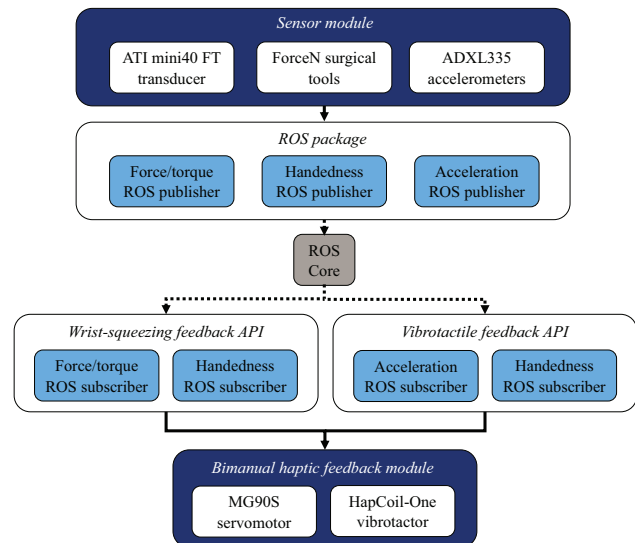 Sensor module
ATI mini40 FT
transducer
ForceN surgical
tools
ADXL335
accelerometers
ROS package
Force/torque
ROS publisher
Handedness
ROS publisher
Acceleration
ROS publisher
ROS
Core
Wrist-squeezing feedback API
Force/torque
ROS subscriber
Handedness
ROS subscriber
Vibrotactile feedback API
Acceleration
ROS subscriber
Handedness
ROS subscriber
Bimanual haptic feedback module
MG90S
servomotor
HapCoil-One
vibrotactor